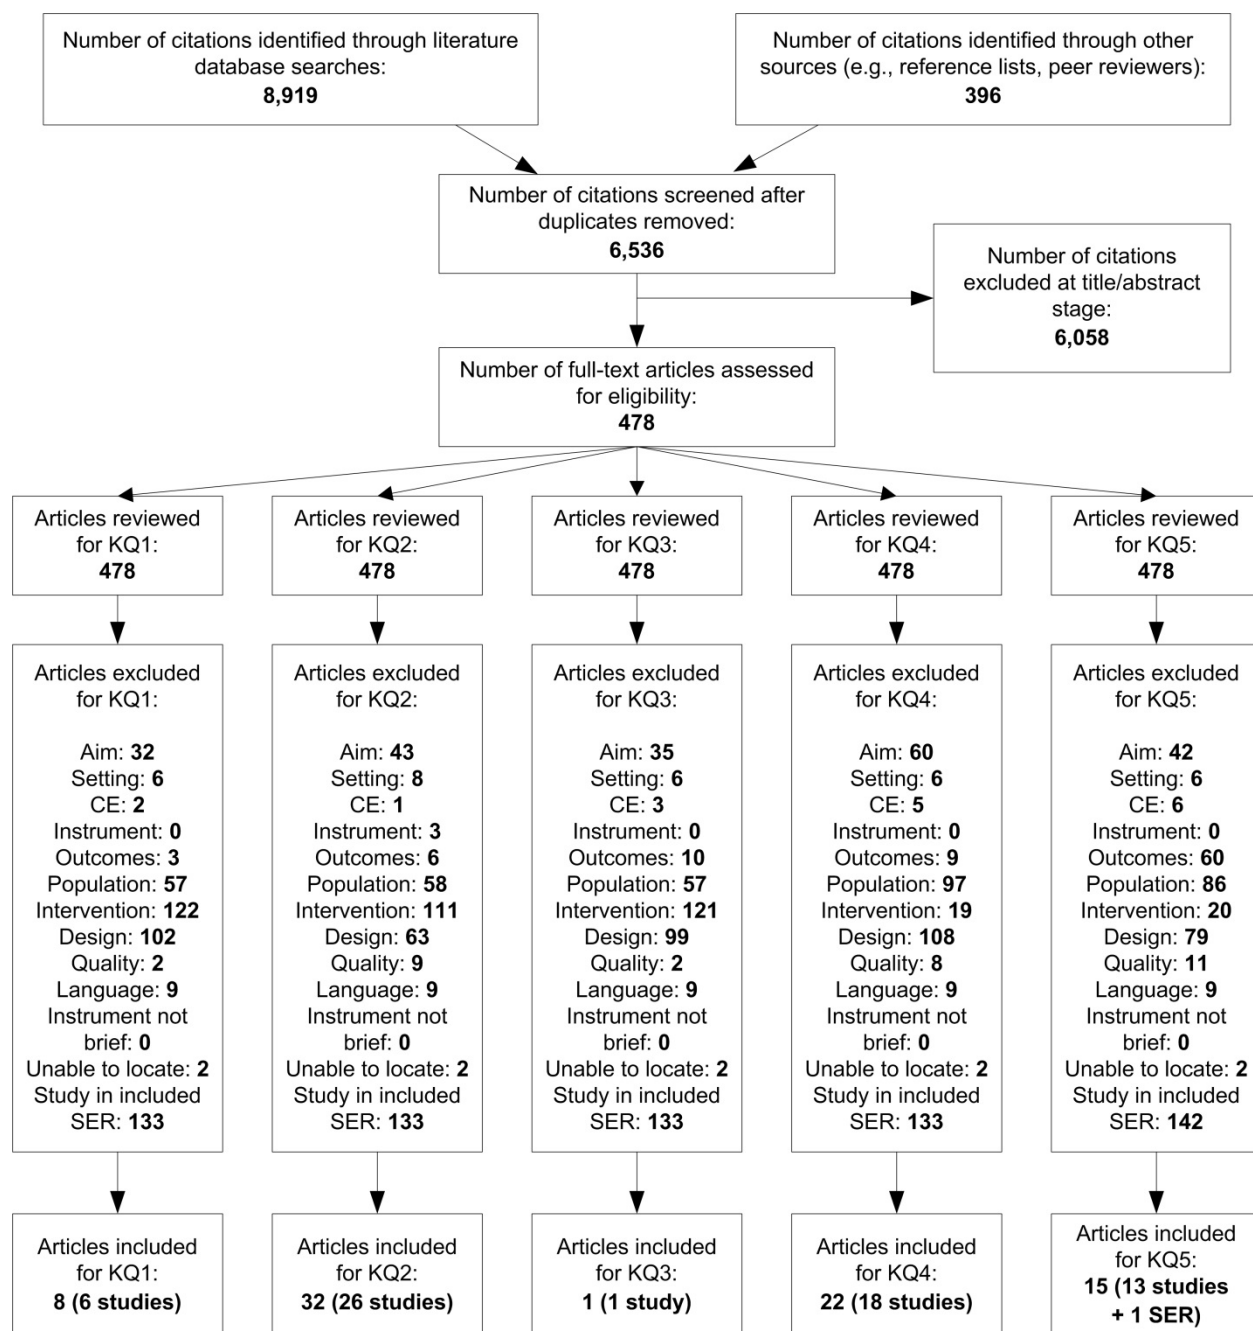 Number of citations identified through literature
database searches:
8,919
Number of citations identified through other
sources (e.g., reference lists, peer reviewers):
396
Number of citations screened after
duplicates removed:
6,536
Number of citations
excluded at title/abstract
stage:
6,058
Number of full-text articles assessed
for eligibility:
478
Articles reviewed
for KQ1:
478
Articles reviewed
for KQ2:
478
Articles reviewed
for KQ3:
478
Articles reviewed
for KQ4:
478
Articles reviewed
for KQ5:
478
Articles excluded
for KQ1:
Aim: 32
Setting: 6
CE: 2
Instrument: 0
Outcomes: 3
Population: 57
Intervention: 122
Design: 102
Quality: 2
Language: 9
Instrument not
brief: 0
Unable to locate: 2
Study in included
SER: 133
Articles excluded
for KQ2:
Aim: 43
Setting: 8
CE: 1
Instrument: 3
Outcomes: 6
Population: 58
Intervention: 111
Design: 63
Quality: 9
Language: 9
Instrument not
brief: 0
Unable to locate: 2
Study in included
SER: 133
Articles excluded
for KQ3:
Aim: 35
Setting: 6
CE: 3
Instrument: 0
Outcomes: 10
Population: 57
Intervention: 121
Design: 99
Quality: 2
Language: 9
Instrument not
brief: 0
Unable to locate: 2
Study in included
SER: 133
Articles excluded
for KQ4:
Aim: 60
Setting: 6
CE: 5
Instrument: 0
Outcomes: 9
Population: 97
Intervention: 19
Design: 108
Quality: 8
Language: 9
Instrument not
brief: 0
Unable to locate: 2
Study in included
SER: 133
Articles excluded
for KQ5:
Aim: 42
Setting: 6
CE: 6
Instrument: 0
Outcomes: 60
Population: 86
Intervention: 20
Design: 79
Quality: 11
Language: 9
Instrument not
brief: 0
Unable to locate: 2
Study in included
SER: 142
Articles included
for KQ1:
8 (6 studies)
Articles included
for KQ2:
32 (26 studies)
Articles included
for KQ3:
1 (1 study)
Articles included
for KQ4:
22 (18 studies)
Articles included
for KQ5:
15 (13 studies
+ 1 SER)